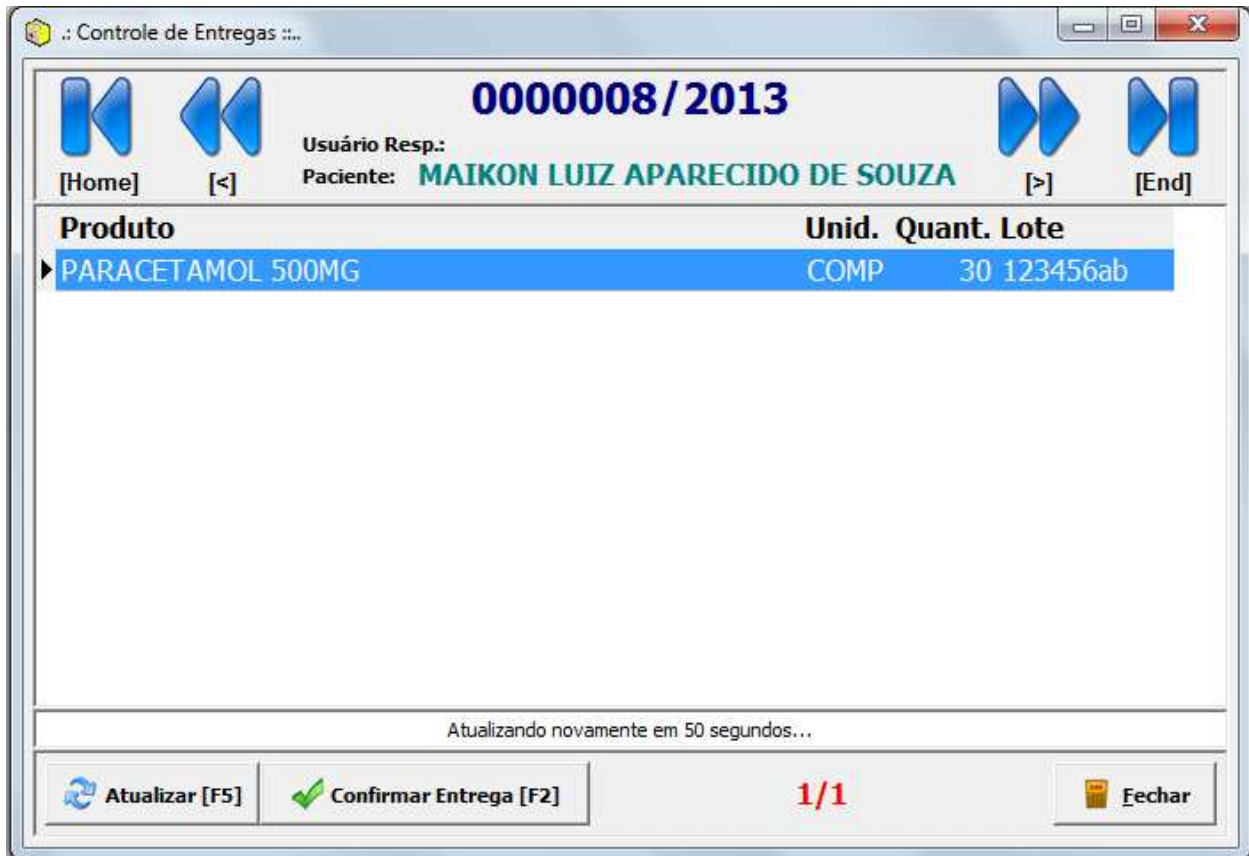 .: Controle de Entregas ::..
0000008/2013
Usuário Resp.:
Paciente: MAIKON LUIZ APARECIDO DE SOUZA
[Home] [<] [>] [End]
Produto Unid. Quant. Lote
PARACETAMOL 500MG COMP 30 123456ab
Atualizando novamente em 50 segundos...
Atualizar [F5] Confirmar Entrega [F2] 1/1 Fechar